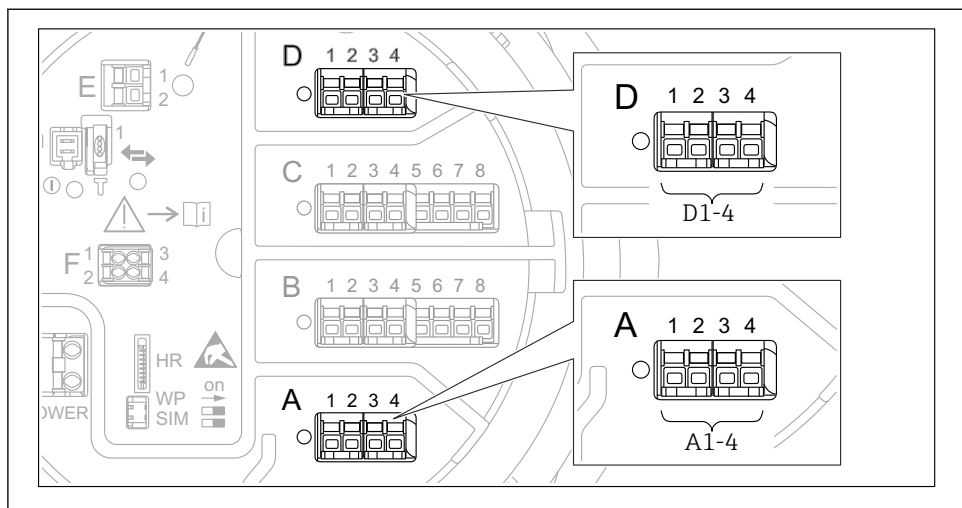 D 1 2 3 4
E 1
2
1
D 1 2 3 4
D1-4
C 1 2 3 4 5 6 7 8
i
F 1 3
2 4
B 1 2 3 4 5 6 7 8
A 1 2 3 4
A1-4
HR
WP on
SIM
OWER
A 1 2 3 4